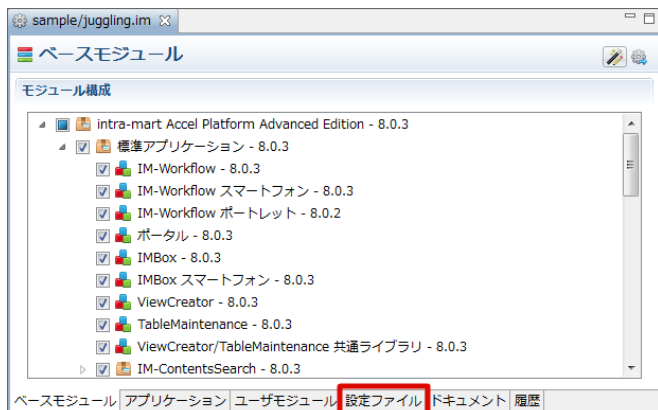 sample/juggling.im
ベースモジュール
モジュール構成
intra-mart Accel Platform Advanced Edition - 8.0.3
標準アプリケーション - 8.0.3
IM-Workflow - 8.0.3
IM-Workflow スマートフォン - 8.0.3
IM-Workflow ポートレット - 8.0.2
ポータル - 8.0.3
IMBox - 8.0.3
IMBox スマートフォン - 8.0.3
ViewCreator - 8.0.3
TableMaintenance - 8.0.3
ViewCreator/TableMaintenance 共通ライブラリ - 8.0.3
IM-ContentsSearch - 8.0.3
ベースモジュール アプリケーション ユーザモジュール 設定ファイル ドキュメント 履歴